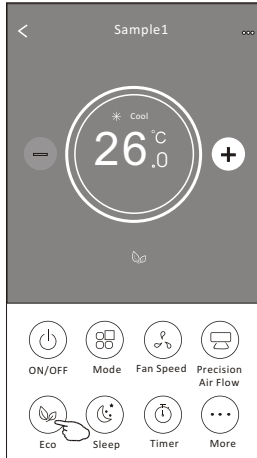 Sample1
Cool
26.0°C
ON/OFF
Mode
Fan Speed
Precision
Air Flow
Eco
Sleep
Timer
More